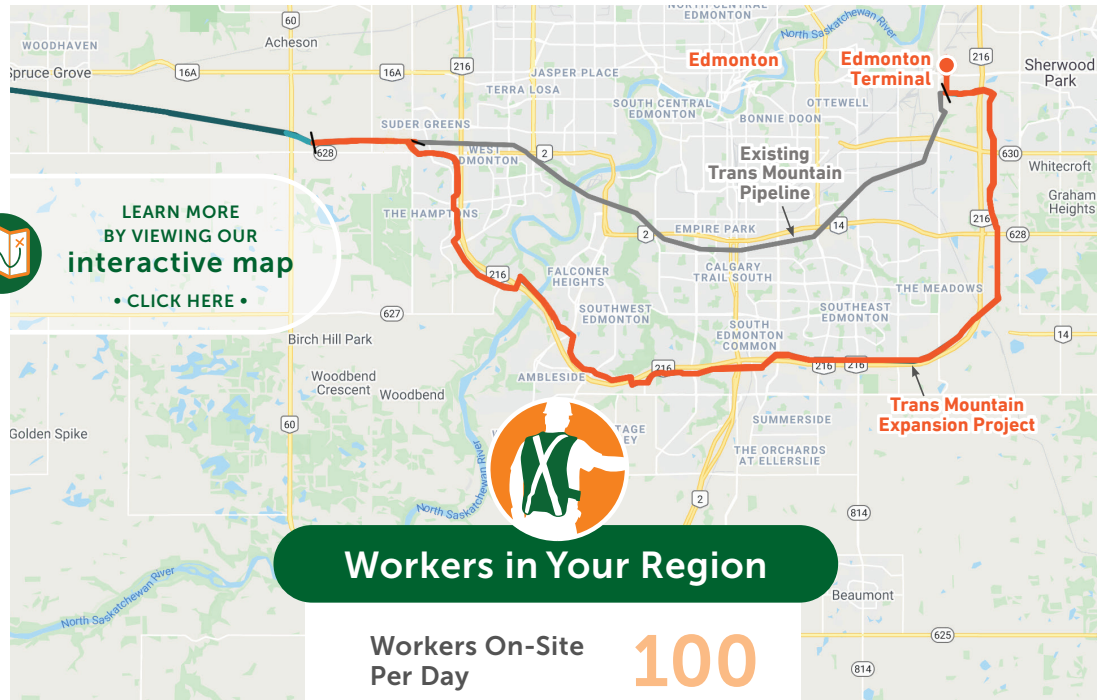 NORTH CENTRAL
EDMONTON
North Saskatchewan River
60
WOODHAVEN
Acheson
Spruce Grove
16A
16A
216
JASPER PLACE
TERRA LOSA
Edmonton
Edmonton
Terminal
216
Sherwood
Park
SOUTH CENTRAL
EDMONTON
OTTEWELL
BONNIE DOON
SUDER GREENS
628
WEST
EDMONTON
2
Existing
Trans Mountain
Pipeline
630
Whitecroft
Graham
Heights
LEARN MORE
BY VIEWING OUR
interactive map
• CLICK HERE •
THE HAMPTONS
EMPIRE PARK
2
14
216
628
216
FALCONER
HEIGHTS
CALGARY
TRAIL SOUTH
THE MEADOWS
SOUTHWEST
EDMONTON
SOUTHEAST
EDMONTON
627
Birch Hill Park
SOUTH
EDMONTON
COMMON
14
Woodbend
Crescent
Woodbend
AMBLESIDE
216
216
216
Trans Mountain
Expansion Project
60
Golden Spike
SUMMERSIDE
THE ORCHARDS
AT ELLERSLIE
North Saskatchewan River
2
814
Workers in Your Region
North Saskatchewan River
Beaumont
Workers On-Site
Per Day
100
625
814